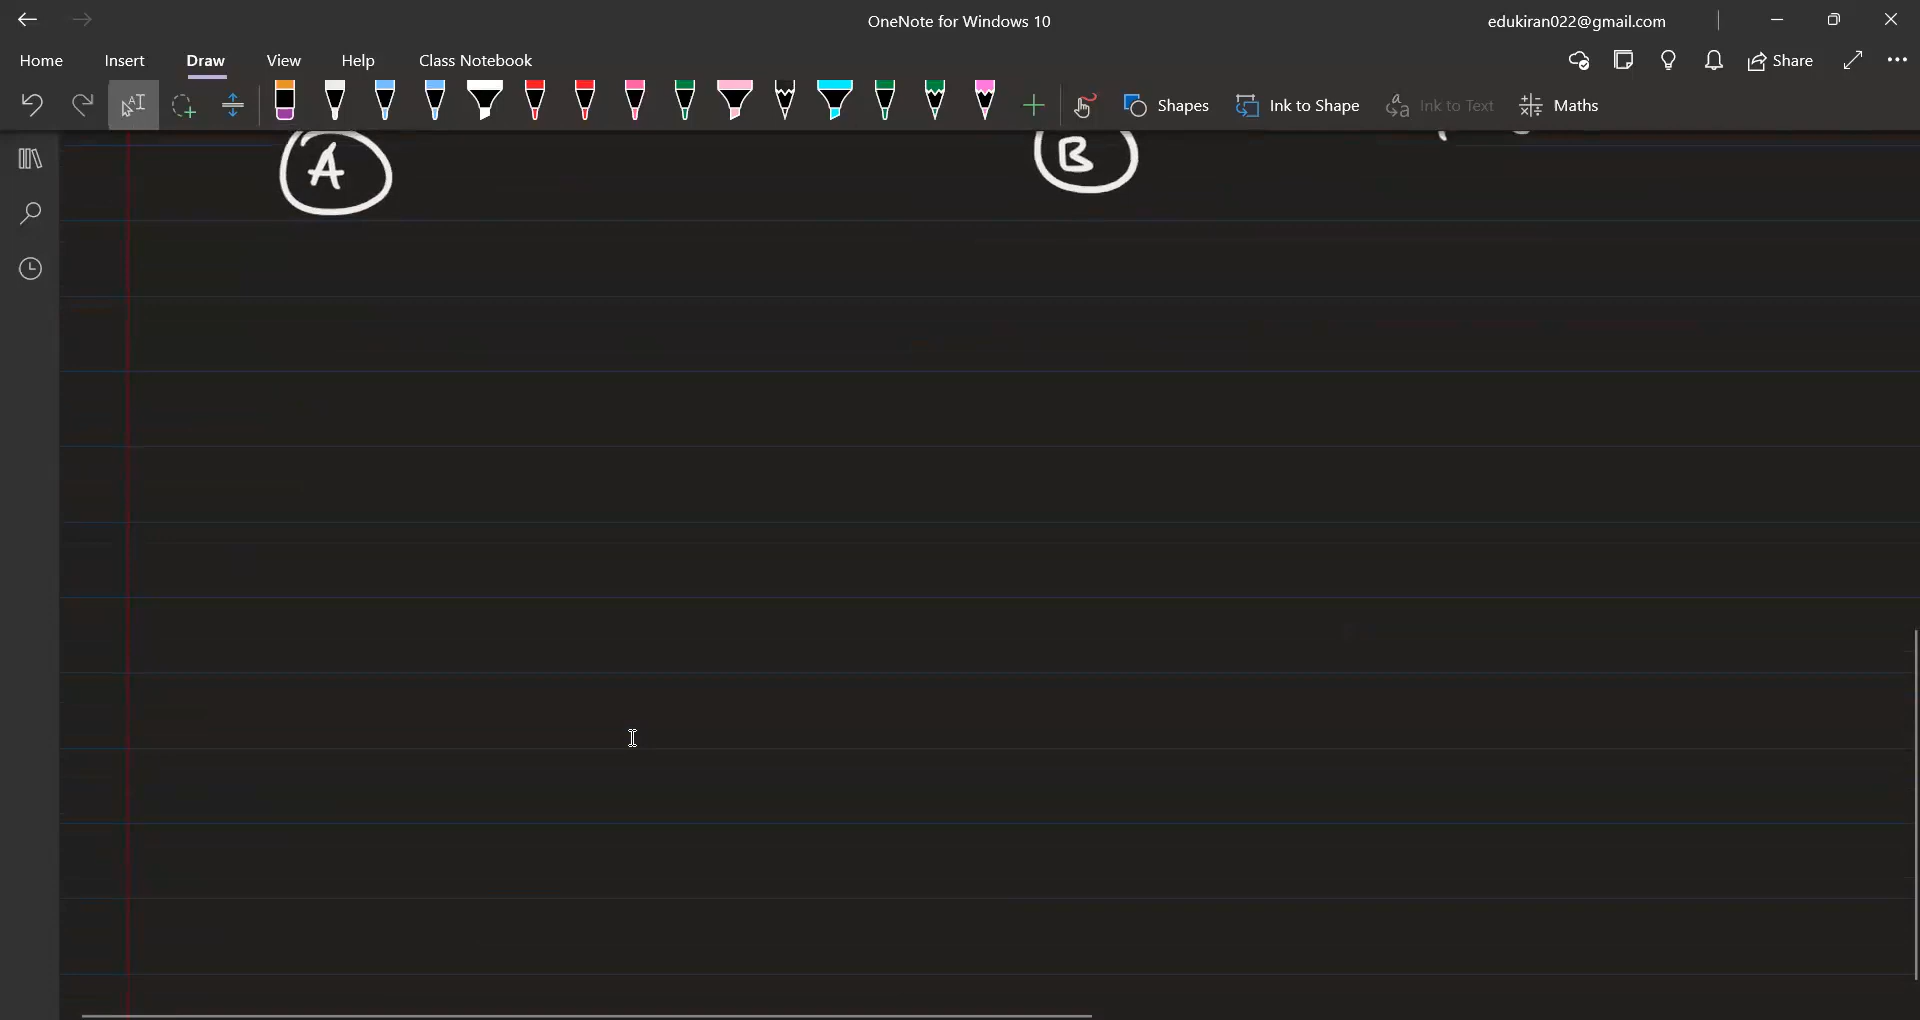 OneNote for Windows 10
edukiran022@gmail.com
Home Insert Draw View Help Class Notebook
Share
Shapes Ink to Shape Ink to Text Maths
A B